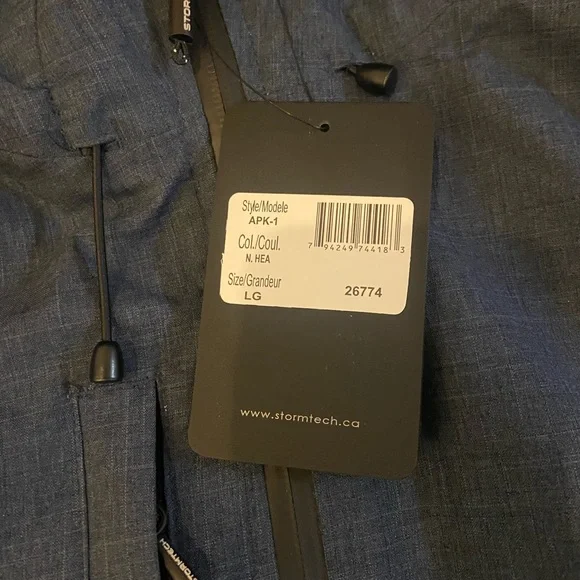 STORMTECH
Style/Modele
APK-1
Col./Coul.
N. HEA
Size/Grandeur
LG
7 94249 74418 3
26774
www.stormtech.ca
STORMTECH